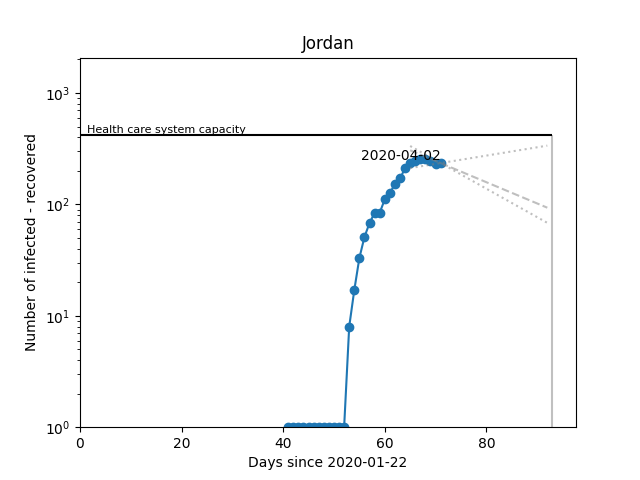 Jordan
Number of infected - recovered
10³
10²
10¹
10⁰
Health care system capacity
2020-04-02
0 20 40 60 80
Days since 2020-01-22